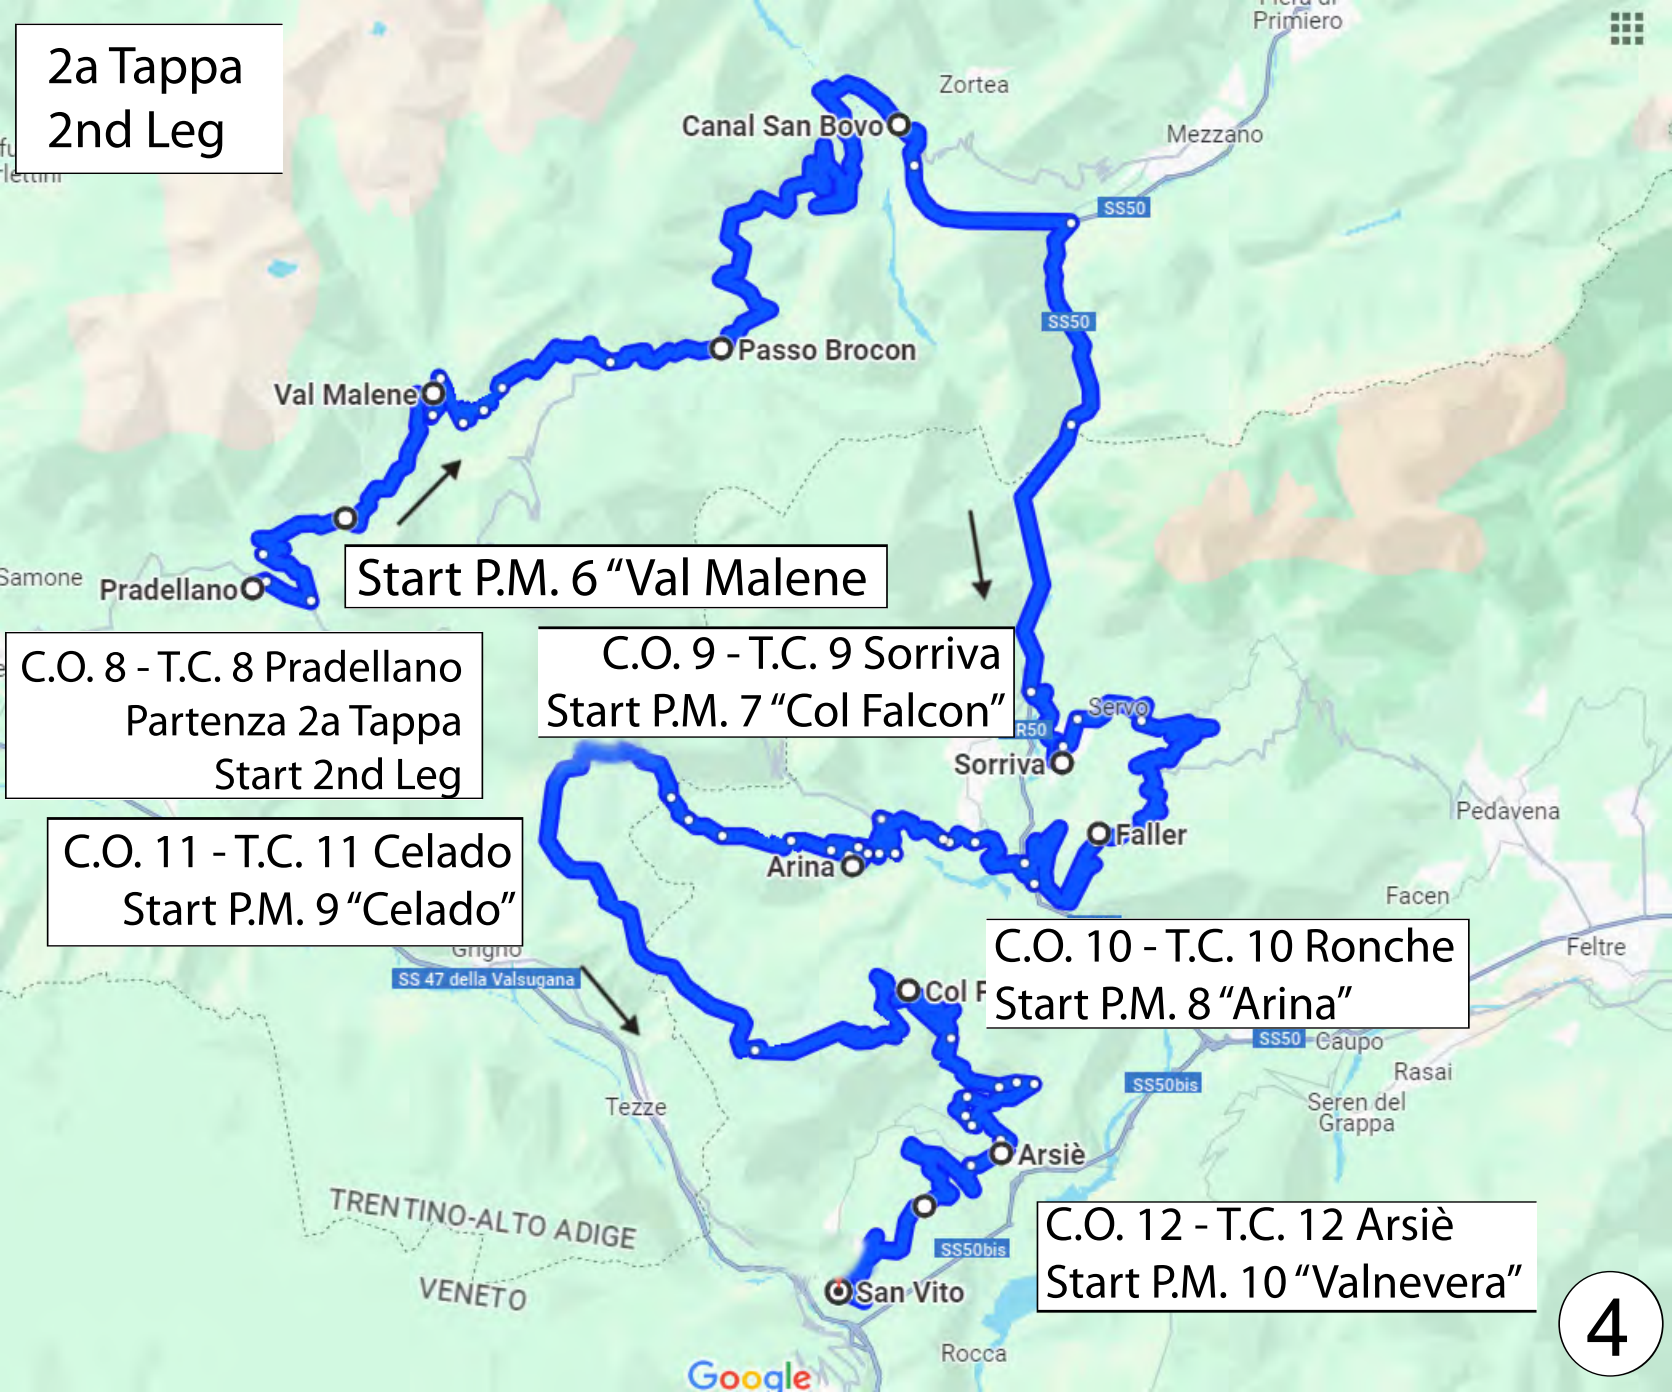 2a Tappa
2nd Leg
Primiero
Zortea
Canal San Bovo
Mezzano
SS50
SS50
Passo Brocon
Val Malene
Start P.M. 6 “Val Malene
Samone
Pradellano
C.O. 8 - T.C. 8 Pradellano
Partenza 2a Tappa
Start 2nd Leg
C.O. 9 - T.C. 9 Sorriva
Start P.M. 7 “Col Falcon”
Servo
R50
Sorriva
Pedavena
Faller
Arina
C.O. 11 - T.C. 11 Celado
Start P.M. 9 “Celado”
Facen
Feltre
Grigno
SS 47 della Valsugana
Col F
C.O. 10 - T.C. 10 Ronche
Start P.M. 8 “Arina”
SS50
Caupo
Rasai
SS50bis
Seren del
Grappa
Tezze
Arsiè
TRENTINO-ALTO ADIGE
VENETO
C.O. 12 - T.C. 12 Arsiè
Start P.M. 10 “Valnevera”
SS50bis
San Vito
Rocca
Google
4